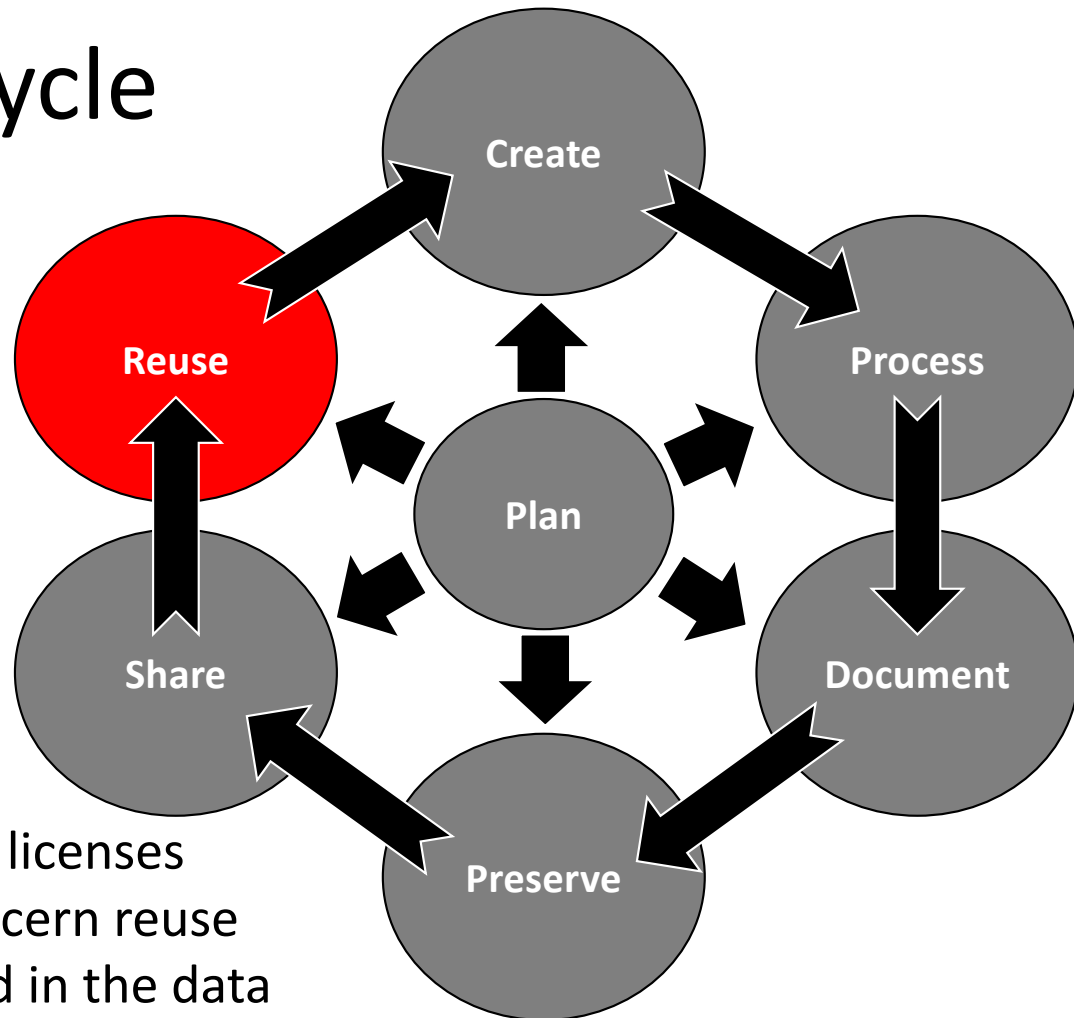 ycle
Create
Reuse
Process
Plan
Share
Document
licenses
Preserve
cern reuse
d in the data